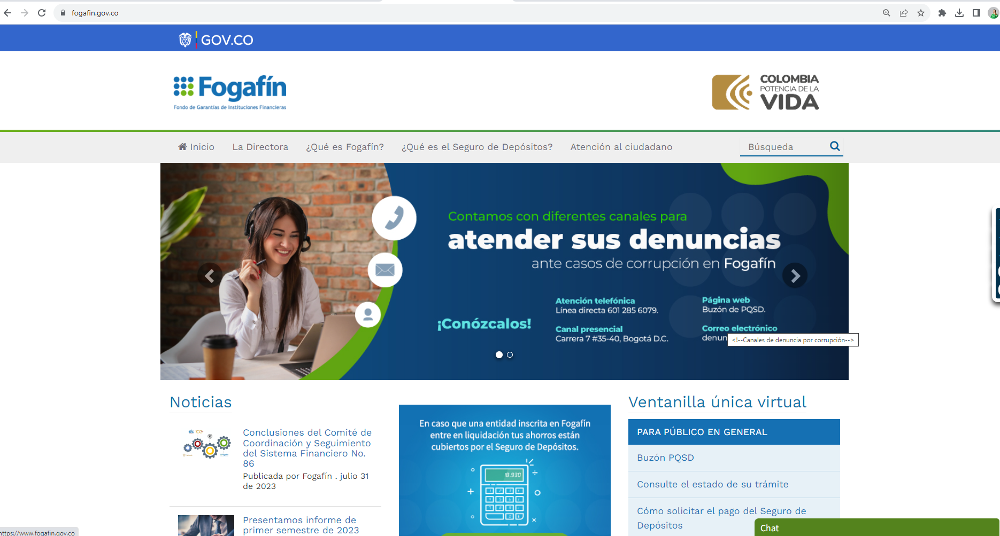 fogafin.gov.co
GOV.CO
Fogafín
Fondo de Garantías de Instituciones Financieras
COLOMBIA
POTENCIA DE LA
VIDA
Inicio
La Directora
¿Qué es Fogafín?
¿Qué es el Seguro de Depósitos?
Atención al ciudadano
Búsqueda
Contamos con diferentes canales para
atender sus denuncias
ante casos de corrupción en Fogafín
¡Conózcalos!
Atención telefónica
Línea directa 601 285 6079.
Canal presencial
Carrera 7 #35-40, Bogotá D.C.
Página web
Buzón de PQSD.
Correo electrónico
denun
<!--Canales de denuncia por corrupción-->
Noticias
sfc
Conclusiones del Comité de
Coordinación y Seguimiento
del Sistema Financiero No.
86
Publicada por Fogafín . julio 31
de 2023
Presentamos informe de
primer semestre de 2023
En caso que una entidad inscrita en Fogafín
entre en liquidación tus ahorros están
cubiertos por el Seguro de Depósitos.
18.930
Ventanilla única virtual
PARA PÚBLICO EN GENERAL
Buzón PQSD
Consulte el estado de su trámite
Cómo solicitar el pago del Seguro de
Depósitos
Chat
https://www.fogafin.gov.co